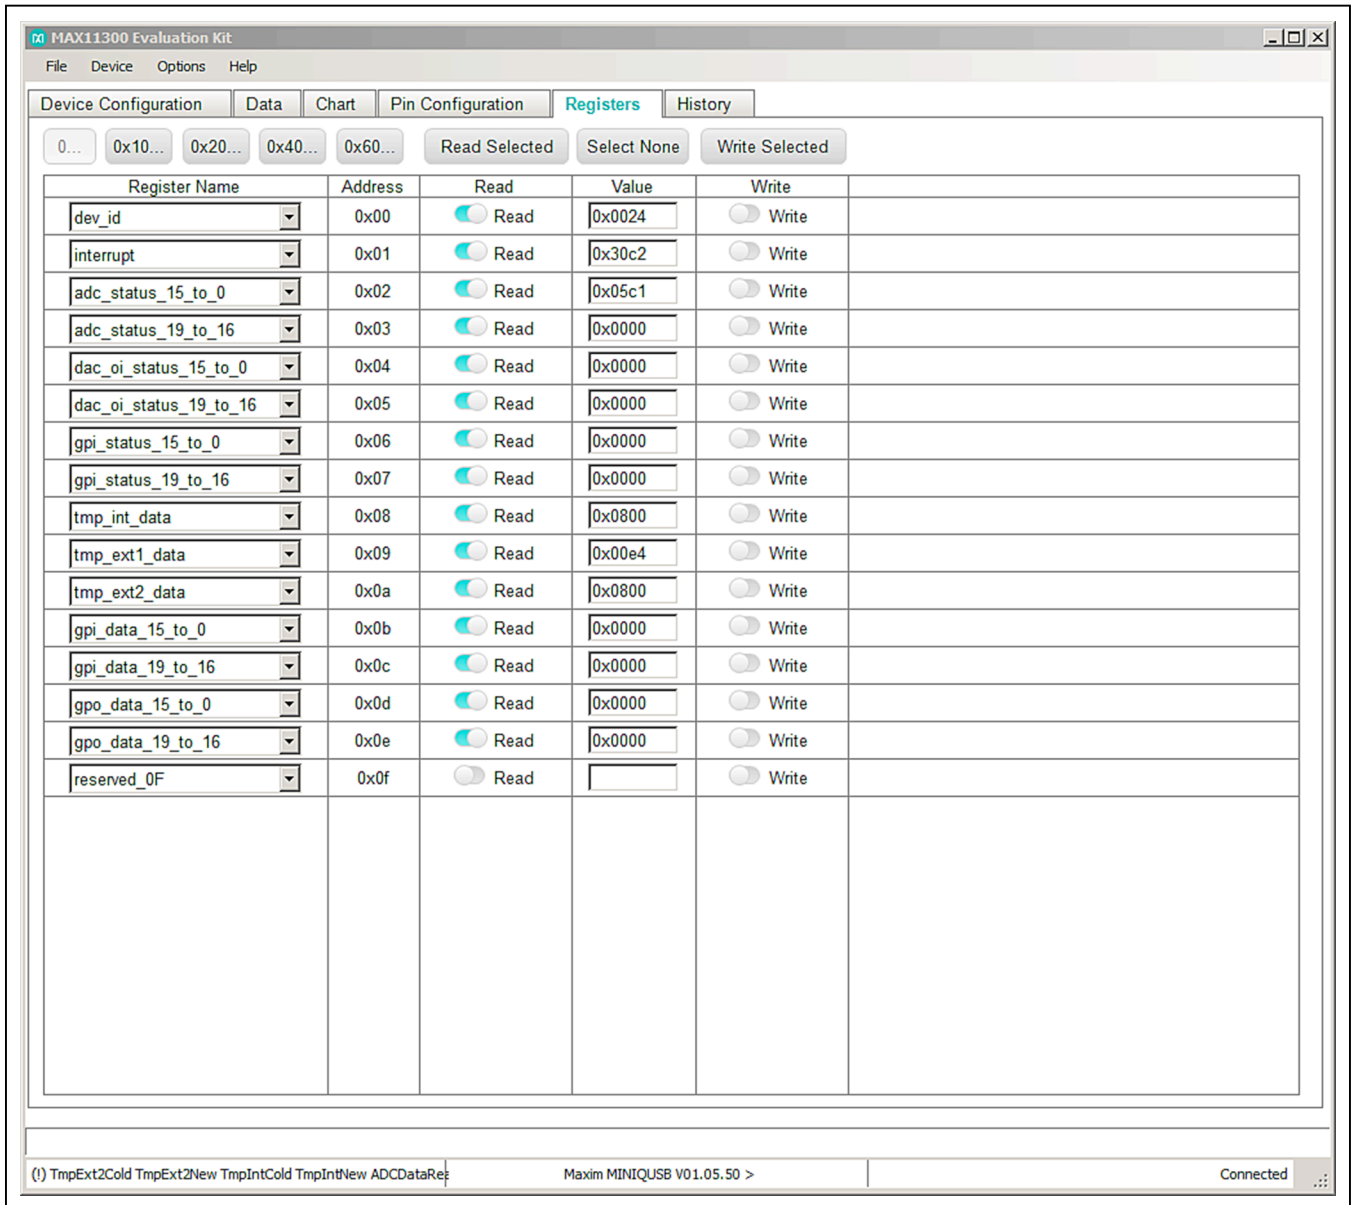 MAX11300 Evaluation Kit
File Device Options Help
Device Configuration Data Chart Pin Configuration Registers History
0... 0x10... 0x20... 0x40... 0x60... Read Selected Select None Write Selected
Register Name Address Read Value Write
dev_id 0x00 Read 0x0024 Write
interrupt 0x01 Read 0x30c2 Write
adc_status_15_to_0 0x02 Read 0x05c1 Write
adc_status_19_to_16 0x03 Read 0x0000 Write
dac_oi_status_15_to_0 0x04 Read 0x0000 Write
dac_oi_status_19_to_16 0x05 Read 0x0000 Write
gpi_status_15_to_0 0x06 Read 0x0000 Write
gpi_status_19_to_16 0x07 Read 0x0000 Write
tmp_int_data 0x08 Read 0x0800 Write
tmp_ext1_data 0x09 Read 0x00e4 Write
tmp_ext2_data 0x0a Read 0x0800 Write
gpi_data_15_to_0 0x0b Read 0x0000 Write
gpi_data_19_to_16 0x0c Read 0x0000 Write
gpo_data_15_to_0 0x0d Read 0x0000 Write
gpo_data_19_to_16 0x0e Read 0x0000 Write
reserved_0F 0x0f Read Write
(!) TmpExt2Cold TmpExt2New TmpIntCold TmpIntNew ADCDataRea Maxim MINIQUSB V01.05.50 > Connected